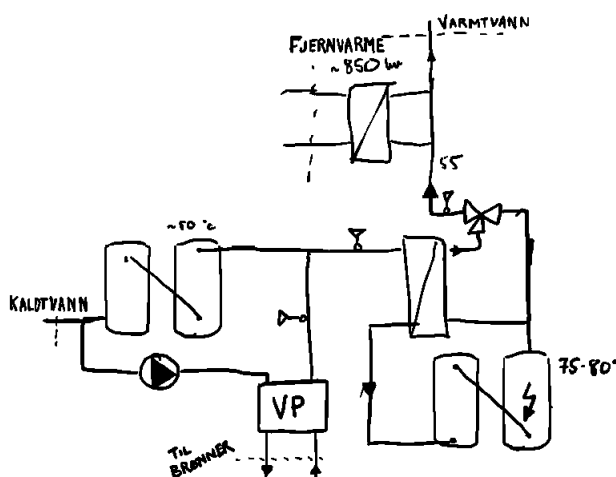 VARMTVANN
FJERNVARME
~850 kW
55
~50 °C
KALDTVANN
75-80°
VP
TIL
BRØNNER